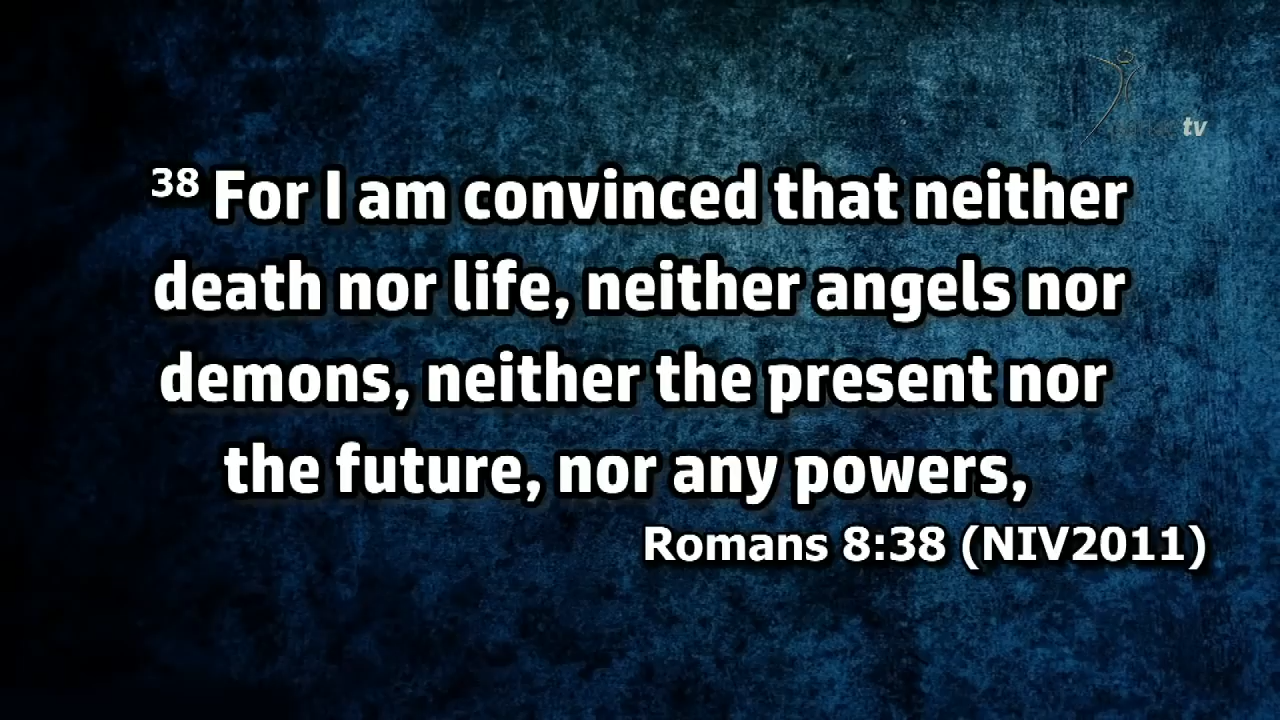 tv
38 For I am convinced that neither
death nor life, neither angels nor
demons, neither the present nor
the future, nor any powers,
Romans 8:38 (NIV2011)